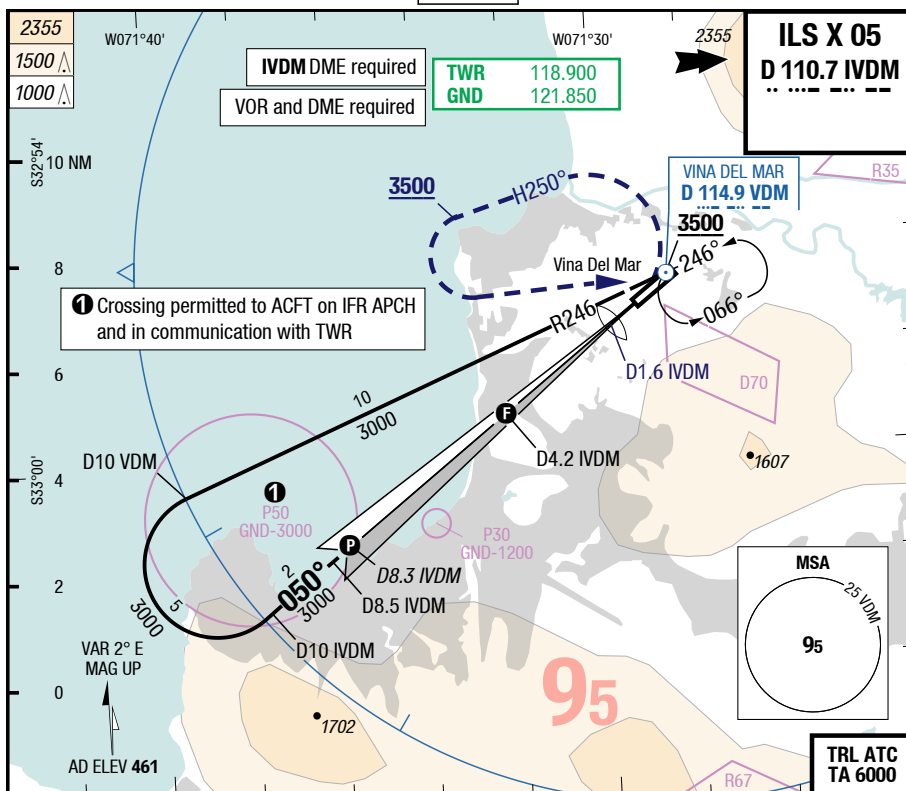 2355
1500
1000
W071°40'
W071°30'
2355
ILS X 05
D 110.7 IVDM
IVDM DME required
VOR and DME required
TWR 118.900
GND 121.850
S32°54'
10 NM
8
6
4
2
0
S33°00'
R35
VINA DEL MAR
D 114.9 VDM
3500
3500
H250°
Vina Del Mar
246°
066°
❶ Crossing permitted to ACFT on IFR APCH
and in communication with TWR
R246
D1.6 IVDM
D70
10
3000
F
D4.2 IVDM
1607
D10 VDM
❶
P50
GND-3000
P30
GND-1200
P
D8.3 IVDM
2
050°
3000
D8.5 IVDM
5
3000
D10 IVDM
MSA
25 VDM
95
VAR 2° E
MAG UP
95
1702
AD ELEV 461
R67
TRL ATC
TA 6000